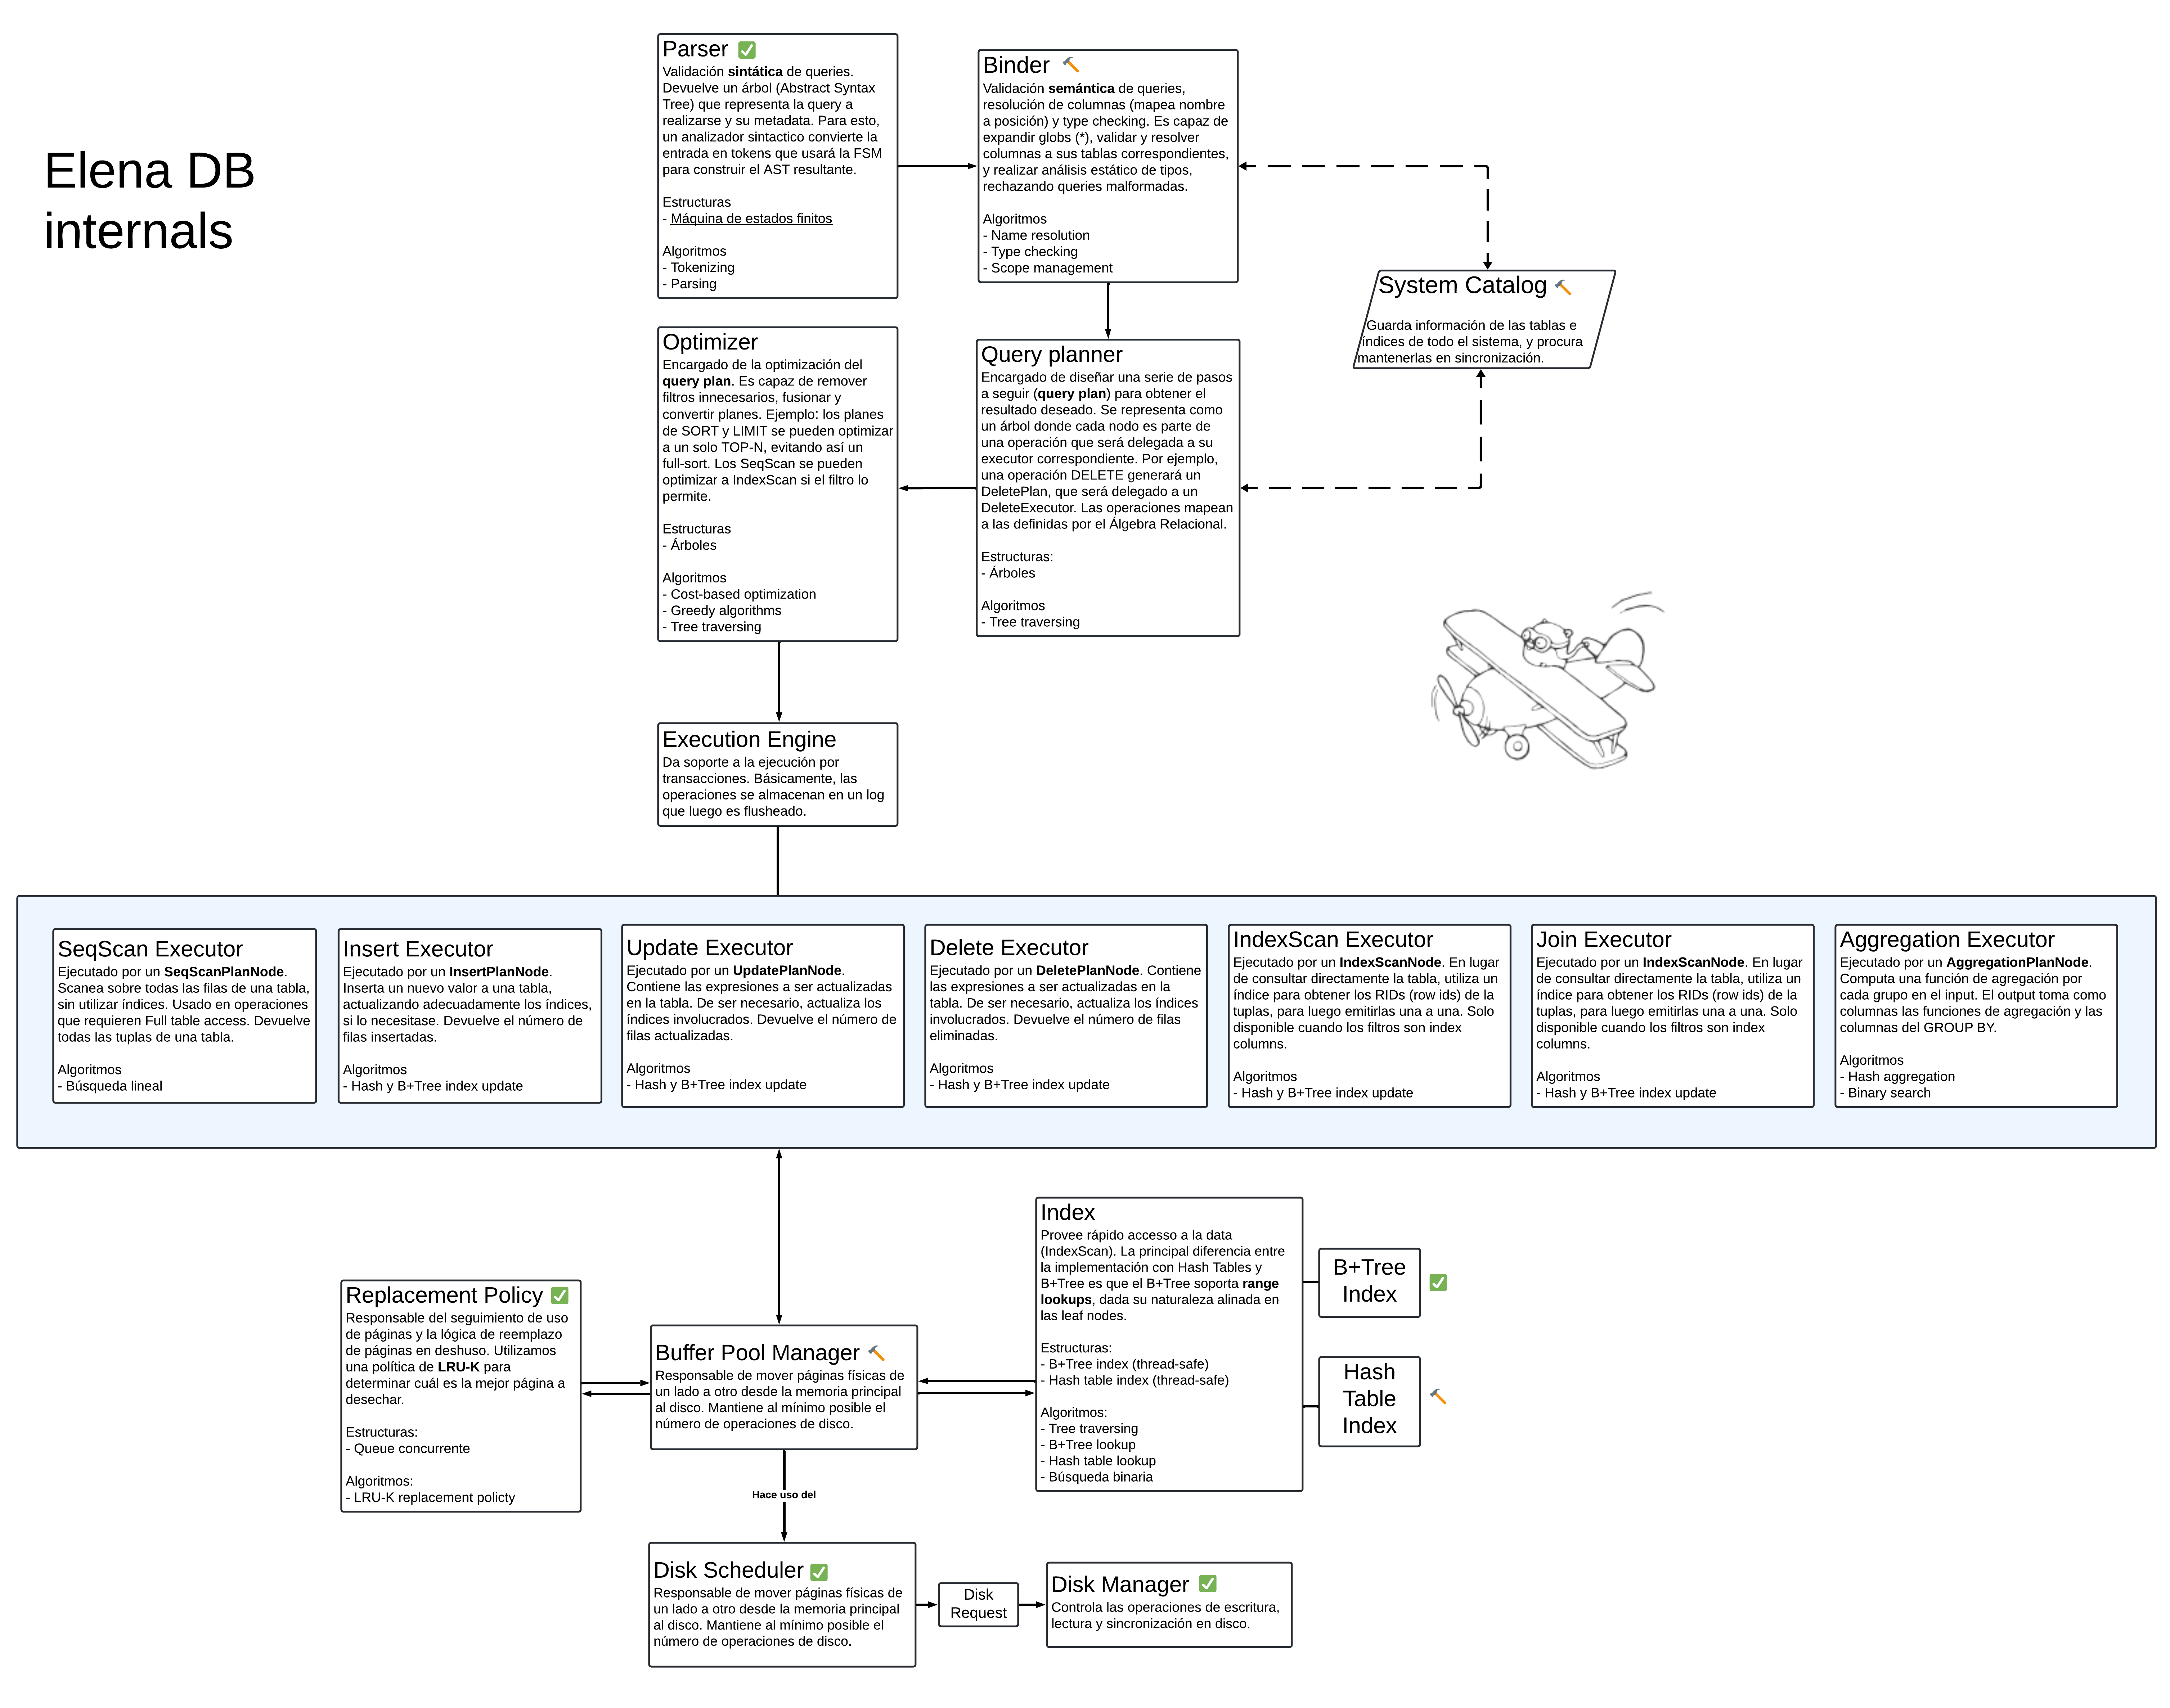 Elena DB
internals
Parser
Validación sintática de queries.
Devuelve un árbol (Abstract Syntax
Tree) que representa la query a
realizarse y su metadata. Para esto,
un analizador sintactico convierte la
entrada en tokens que usará la FSM
para construir el AST resultante.
Estructuras
- Máquina de estados finitos
Algoritmos
- Tokenizing
- Parsing
Binder
Validación semántica de queries,
resolución de columnas (mapea nombre
a posición) y type checking. Es capaz de
expandir globs (*), validar y resolver
columnas a sus tablas correspondientes,
y realizar análisis estático de tipos,
rechazando queries malformadas.
Algoritmos
- Name resolution
- Type checking
- Scope management
System Catalog
Guarda información de las tablas e
índices de todo el sistema, y procura
mantenerlas en sincronización.
Optimizer
Encargado de la optimización del
query plan. Es capaz de remover
filtros innecesarios, fusionar y
convertir planes. Ejemplo: los planes
de SORT y LIMIT se pueden optimizar
a un solo TOP-N, evitando así un
full-sort. Los SeqScan se pueden
optimizar a IndexScan si el filtro lo
permite.
Estructuras
- Árboles
Algoritmos
- Cost-based optimization
- Greedy algorithms
- Tree traversing
Query planner
Encargado de diseñar una serie de pasos
a seguir (query plan) para obtener el
resultado deseado. Se representa como
un árbol donde cada nodo es parte de
una operación que será delegada a su
executor correspondiente. Por ejemplo,
una operación DELETE generará un
DeletePlan, que será delegado a un
DeleteExecutor. Las operaciones mapean
a las definidas por el Álgebra Relacional.
Estructuras:
- Árboles
Algoritmos
- Tree traversing
Execution Engine
Da soporte a la ejecución por
transacciones. Básicamente, las
operaciones se almacenan en un log
que luego es flusheado.
SeqScan Executor
Ejecutado por un SeqScanPlanNode.
Scanea sobre todas las filas de una tabla,
sin utilizar índices. Usado en operaciones
que requieren Full table access. Devuelve
todas las tuplas de una tabla.
Algoritmos
- Búsqueda lineal
Insert Executor
Ejecutado por un InsertPlanNode.
Inserta un nuevo valor a una tabla,
actualizando adecuadamente los índices,
si lo necesitase. Devuelve el número de
filas insertadas.
Algoritmos
- Hash y B+Tree index update
Update Executor
Ejecutado por un UpdatePlanNode.
Contiene las expresiones a ser actualizadas
en la tabla. De ser necesario, actualiza los
índices involucrados. Devuelve el número de
filas actualizadas.
Algoritmos
- Hash y B+Tree index update
Delete Executor
Ejecutado por un DeletePlanNode. Contiene
las expresiones a ser actualizadas en la
tabla. De ser necesario, actualiza los índices
involucrados. Devuelve el número de filas
eliminadas.
Algoritmos
- Hash y B+Tree index update
IndexScan Executor
Ejecutado por un IndexScanNode. En lugar
de consultar directamente la tabla, utiliza un
índice para obtener los RIDs (row ids) de la
tuplas, para luego emitirlas una a una. Solo
disponible cuando los filtros son index
columns.
Algoritmos
- Hash y B+Tree index update
Join Executor
Ejecutado por un IndexScanNode. En lugar
de consultar directamente la tabla, utiliza un
índice para obtener los RIDs (row ids) de la
tuplas, para luego emitirlas una a una. Solo
disponible cuando los filtros son index
columns.
Algoritmos
- Hash y B+Tree index update
Aggregation Executor
Ejecutado por un AggregationPlanNode.
Computa una función de agregación por
cada grupo en el input. El output toma como
columnas las funciones de agregación y las
columnas del GROUP BY.
Algoritmos
- Hash aggregation
- Binary search
Replacement Policy
Responsable del seguimiento de uso
de páginas y la lógica de reemplazo
de páginas en deshuso. Utilizamos
una política de LRU-K para
determinar cuál es la mejor página a
desechar.
Estructuras:
- Queue concurrente
Algoritmos:
- LRU-K replacement policty
Buffer Pool Manager
Responsable de mover páginas físicas de
un lado a otro desde la memoria principal
al disco. Mantiene al mínimo posible el
número de operaciones de disco.
Index
Provee rápido accesso a la data
(IndexScan). La principal diferencia entre
la implementación con Hash Tables y
B+Tree es que el B+Tree soporta range
lookups, dada su naturaleza alinada en
las leaf nodes.
Estructuras:
- B+Tree index (thread-safe)
- Hash table index (thread-safe)
Algoritmos:
- Tree traversing
- B+Tree lookup
- Hash table lookup
- Búsqueda binaria
B+Tree
Index
Hash
Table
Index
Hace uso del
Disk Scheduler
Responsable de mover páginas físicas de
un lado a otro desde la memoria principal
al disco. Mantiene al mínimo posible el
número de operaciones de disco.
Disk
Request
Disk Manager
Controla las operaciones de escritura,
lectura y sincronización en disco.